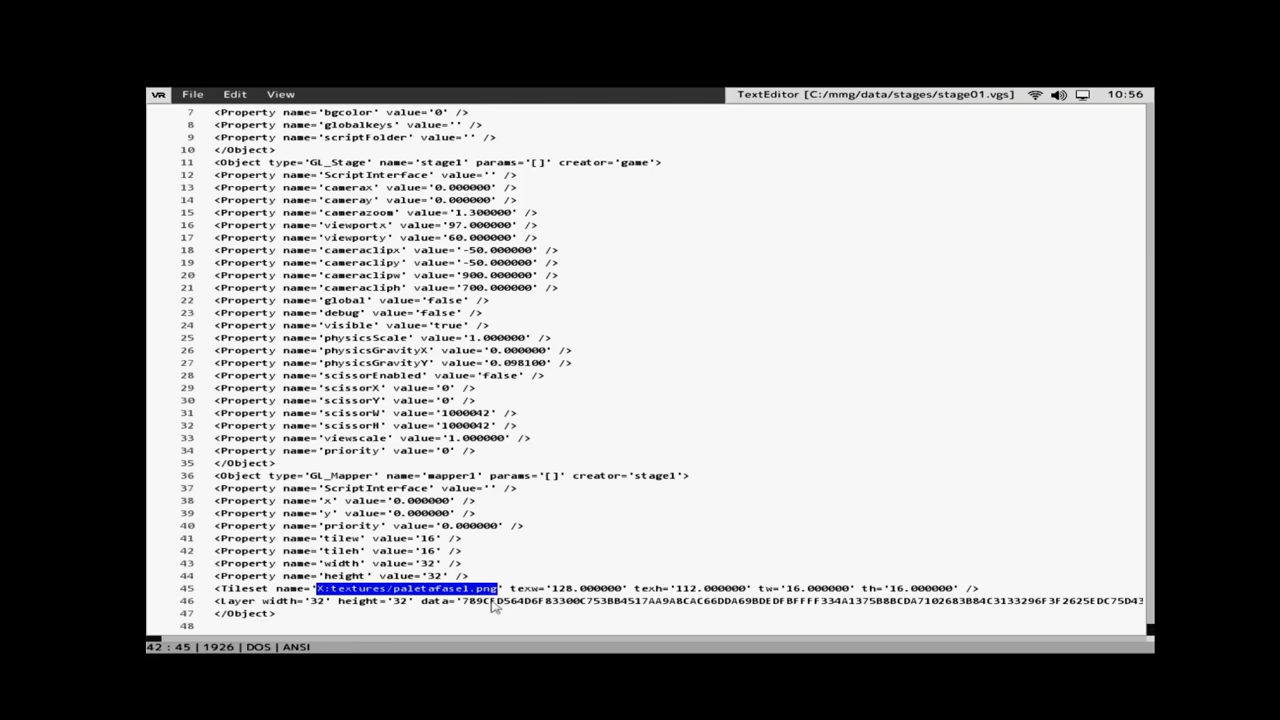 VR File Edit View TextEditor [C:/mmg/data/stages/stage01.vgs] 10:56
7 <Property name='bgcolor' value='0' />
8 <Property name='globalkeys' value='' />
9 <Property name='scriptFolder' value='' />
10 </Object>
11 <Object type='GL_Stage' name='stage1' params='[]' creator='game'>
12 <Property name='ScriptInterface' value='' />
13 <Property name='camerax' value='0.000000' />
14 <Property name='cameray' value='0.000000' />
15 <Property name='camerazoom' value='1.300000' />
16 <Property name='viewportx' value='97.000000' />
17 <Property name='viewporty' value='60.000000' />
18 <Property name='cameraclipx' value='-50.000000' />
19 <Property name='cameraclipy' value='-50.000000' />
20 <Property name='cameraclipw' value='900.000000' />
21 <Property name='cameracliph' value='700.000000' />
22 <Property name='global' value='false' />
23 <Property name='debug' value='false' />
24 <Property name='visible' value='true' />
25 <Property name='physicsScale' value='1.000000' />
26 <Property name='physicsGravityX' value='0.000000' />
27 <Property name='physicsGravityY' value='0.098100' />
28 <Property name='scissorEnabled' value='false' />
29 <Property name='scissorX' value='0' />
30 <Property name='scissorY' value='0' />
31 <Property name='scissorW' value='1000042' />
32 <Property name='scissorH' value='1000042' />
33 <Property name='viewscale' value='1.000000' />
34 <Property name='priority' value='0' />
35 </Object>
36 <Object type='GL_Mapper' name='mapper1' params='[]' creator='stage1'>
37 <Property name='ScriptInterface' value='' />
38 <Property name='x' value='0.000000' />
39 <Property name='y' value='0.000000' />
40 <Property name='priority' value='0.000000' />
41 <Property name='tilew' value='16' />
42 <Property name='tileh' value='16' />
43 <Property name='width' value='32' />
44 <Property name='height' value='32' />
45 <Tileset name='X:textures/paletafase1.png' texw='128.000000' texh='112.000000' tw='16.000000' th='16.000000' />
46 <Layer width='32' height='32'
47 </Object>
48
42 : 45 | 1926 | DOS | ANSI